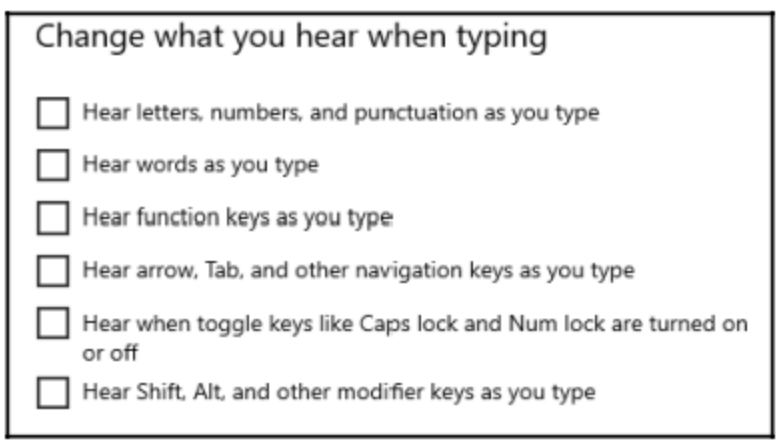 Change what you hear when typing
Hear letters, numbers, and punctuation as you type
Hear words as you type
Hear function keys as you type
Hear arrow, Tab, and other navigation keys as you type
Hear when toggle keys like Caps lock and Num lock are turned on
or off
Hear Shift, Alt, and other modifier keys as you type